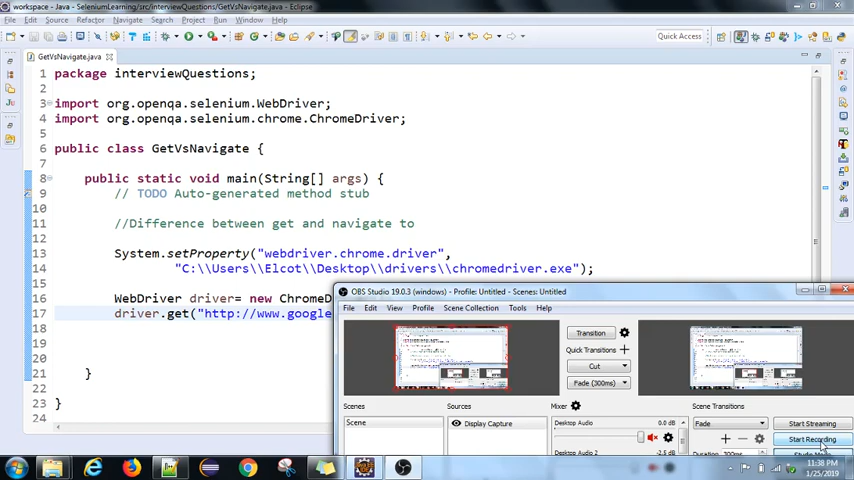 workspace - Java - SeleniumLearning/src/interviewQuestions/GetVsNavigate.java - Eclipse
File Edit Source Refactor Navigate Search Project Run Window Help
Quick Access
GetVsNavigate.java
1 package interviewQuestions;
2
3 import org.openqa.selenium.WebDriver;
4 import org.openqa.selenium.chrome.ChromeDriver;
5
6 public class GetVsNavigate {
7
8 public static void main(String[] args) {
9 // TODO Auto-generated method stub
10
11 //Difference between get and navigate to
12
13 System.setProperty("webdriver.chrome.driver",
14 "C:\\Users\\Elcot\\Desktop\\drivers\\chromedriver.exe");
15
16 WebDriver driver= new ChromeD
17 driver.get("http://www.google
18
19
20
21 }
22
23 }
24
OBS Studio 19.0.3 (windows) - Profile: Untitled - Scenes: Untitled
File Edit View Profile Scene Collection Tools Help
Transition
Quick Transitions
Cut
Fade (300ms)
Scenes Sources Mixer Scene Transitions
Scene
Display Capture
Desktop Audio 0.0 dB
Desktop Audio 2 -2.5 dB
Fade
Duration 300ms
Start Streaming
Start Recording
11:38 PM
1/25/2019